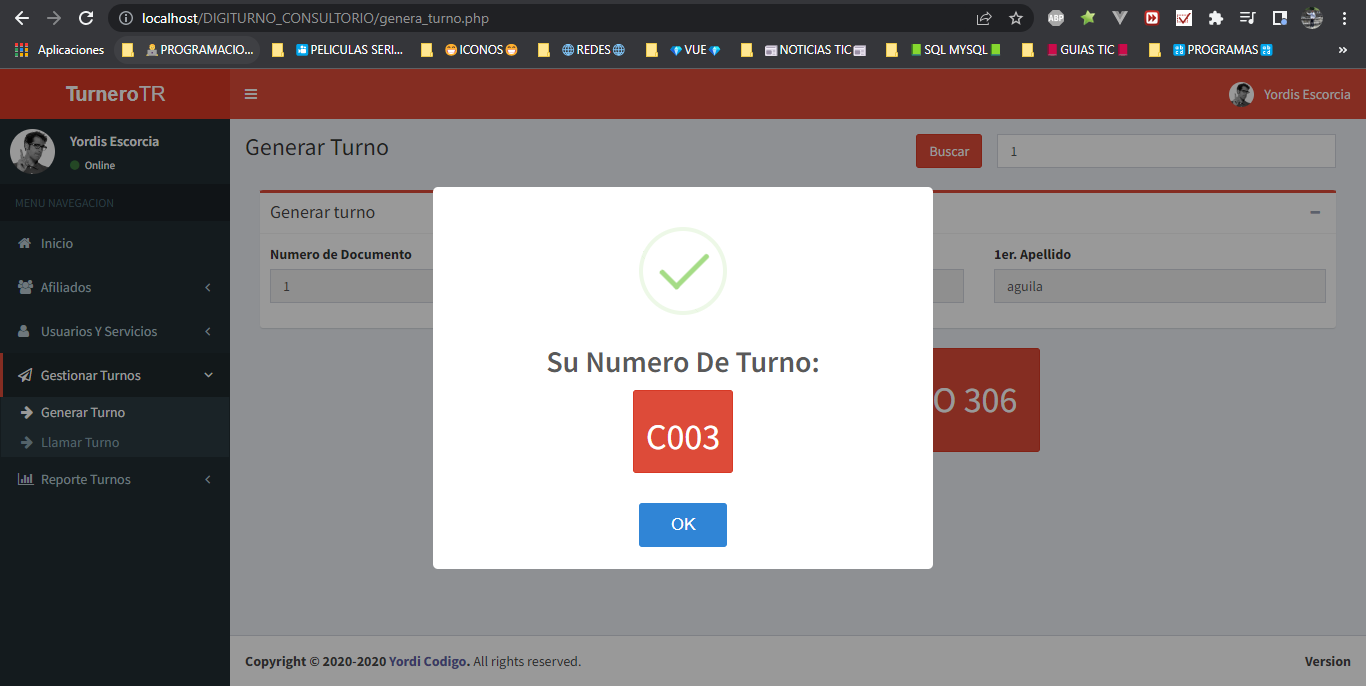 localhost/DIGITURNO_CONSULTORIO/genera_turno.php
ABP
Aplicaciones PROGRAMACIO... PELICULAS SERI... ICONOS REDES VUE NOTICIAS TIC SQL MYSQL GUIAS TIC PROGRAMAS »
TurneroTR
Yordis Escorcia
Yordis Escorcia
Online
MENU NAVEGACION
Inicio
Afiliados
Usuarios Y Servicios
Gestionar Turnos
Generar Turno
Llamar Turno
Reporte Turnos
Generar Turno
Buscar
1
Generar turno
Numero de Documento
1
1er. Apellido
aguila
O 306
Su Numero De Turno:
C003
OK
Copyright © 2020-2020 Yordi Codigo. All rights reserved.
Version